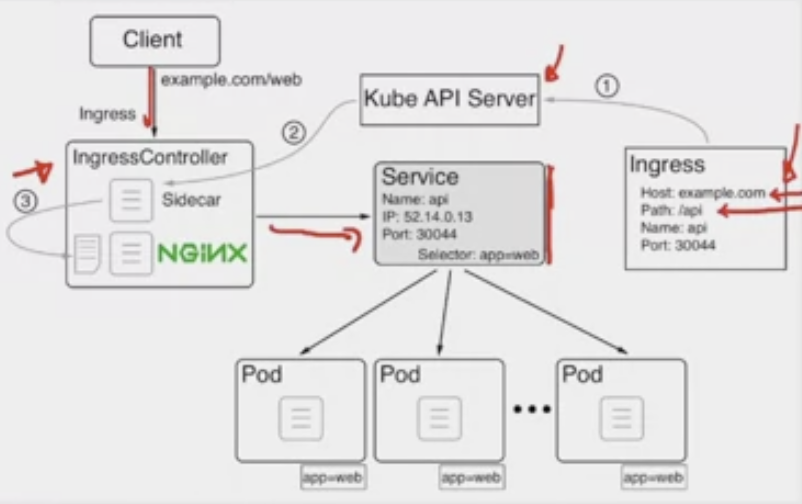 Client
example.com/web
Ingress
Kube API Server
①
②
IngressController
Sidecar
③
NGiNX
Service
Name: api
IP: 52.14.0.13
Port: 30044
Selector: app=web
Ingress
Host: example.com
Path: /api
Name: api
Port: 30044
Pod
Pod
•••
Pod
app=web
app=web
app=web